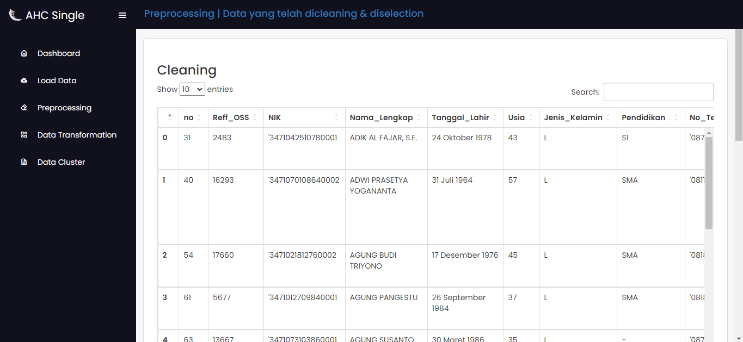 AHC Single
Preprocessing | Data yang telah dicleaning & diselection
Dashboard
Load Data
Preprocessing
Data Transformation
Data Cluster
Cleaning
Show 10 entries
Search:
no Reff_OSS NIK Nama_Lengkap Tanggal_Lahir Usia Jenis_Kelamin Pendidikan No_Te
0 31 2483 '3471042510780001 ADIK AL FAJAR, S.E. 24 Oktober 1978 43 L S1 '087
1 40 16293 '3471070108640002 ADWI PRASETYA 31 Juli 1964 57 L SMA '0817
YOGANANTA
2 54 17660 '3471021812760002 AGUNG BUDI 17 Desember 1976 45 L SMA '081
TRIYONO
3 61 5677 '3471012709840001 AGUNG PANGESTU 26 September 37 L SMA '081
1984
4 63 13667 '3471073103860001 AGUNG SUSANTO 30 Maret 1986 35 L - '087